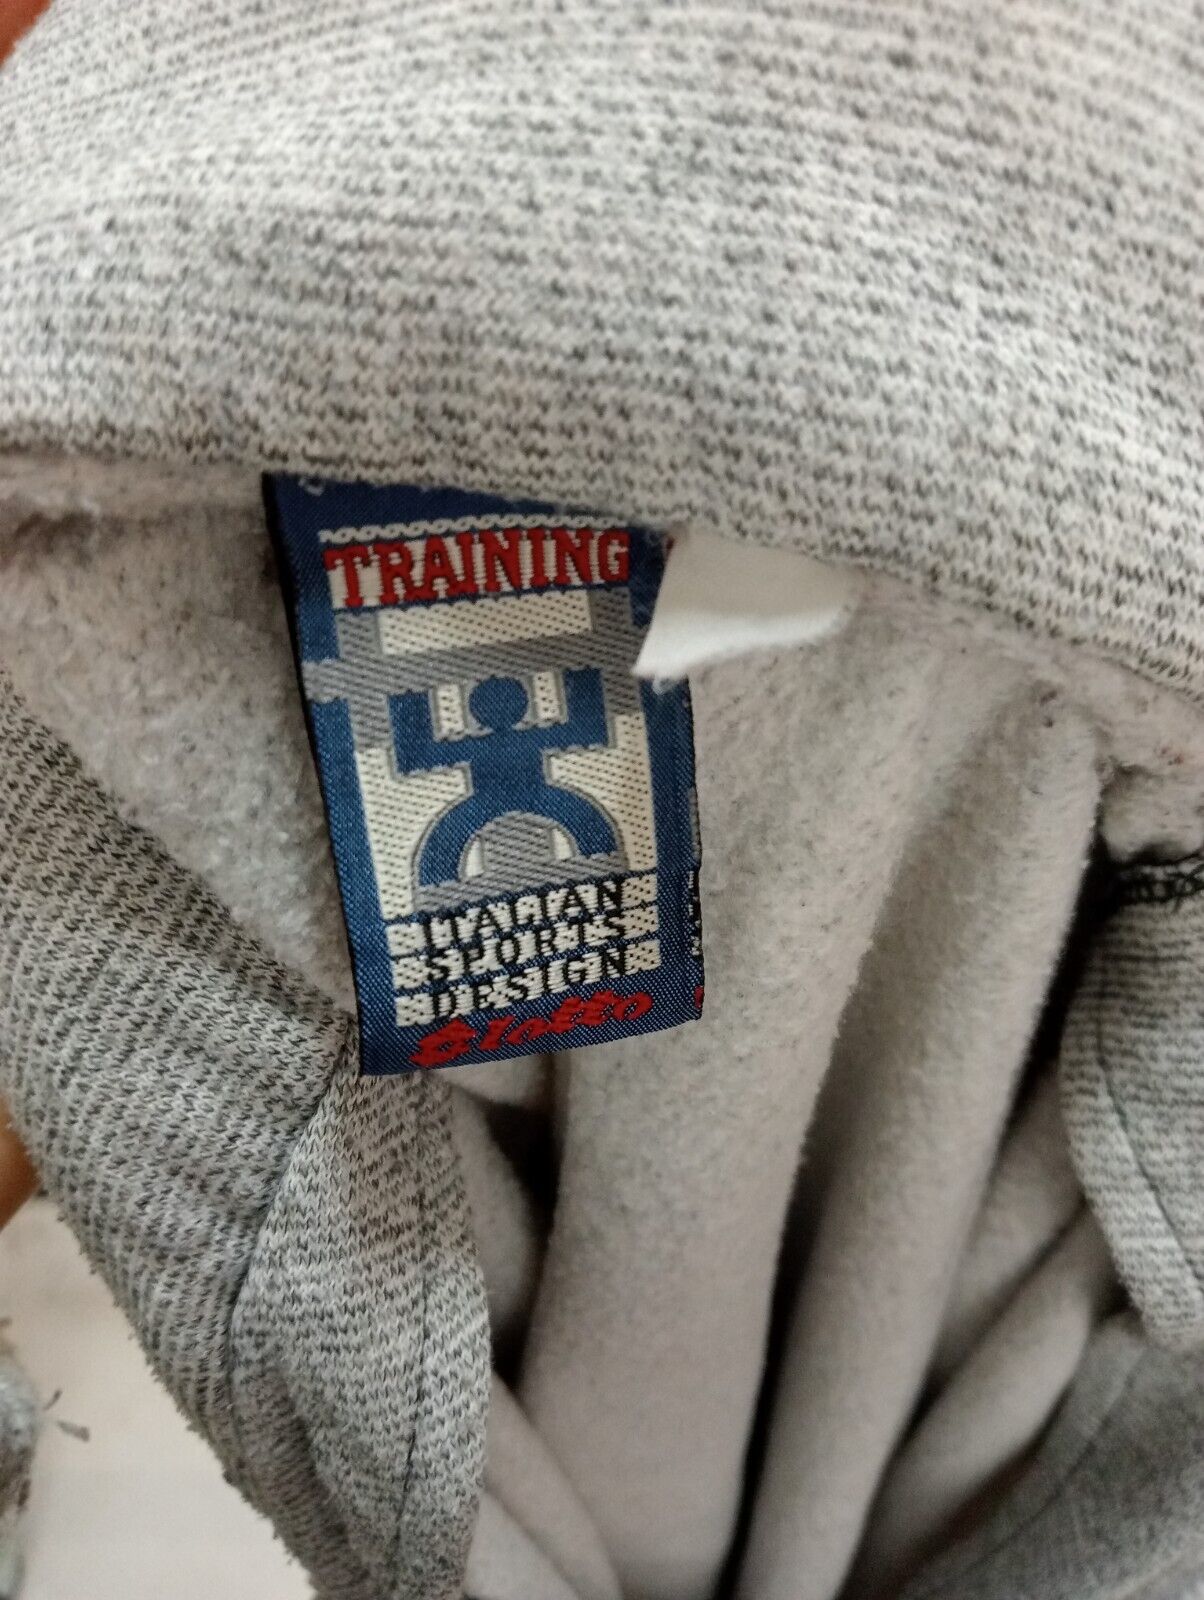 TRAINING
ITALIAN
SPORTS
DESIGN
lotto